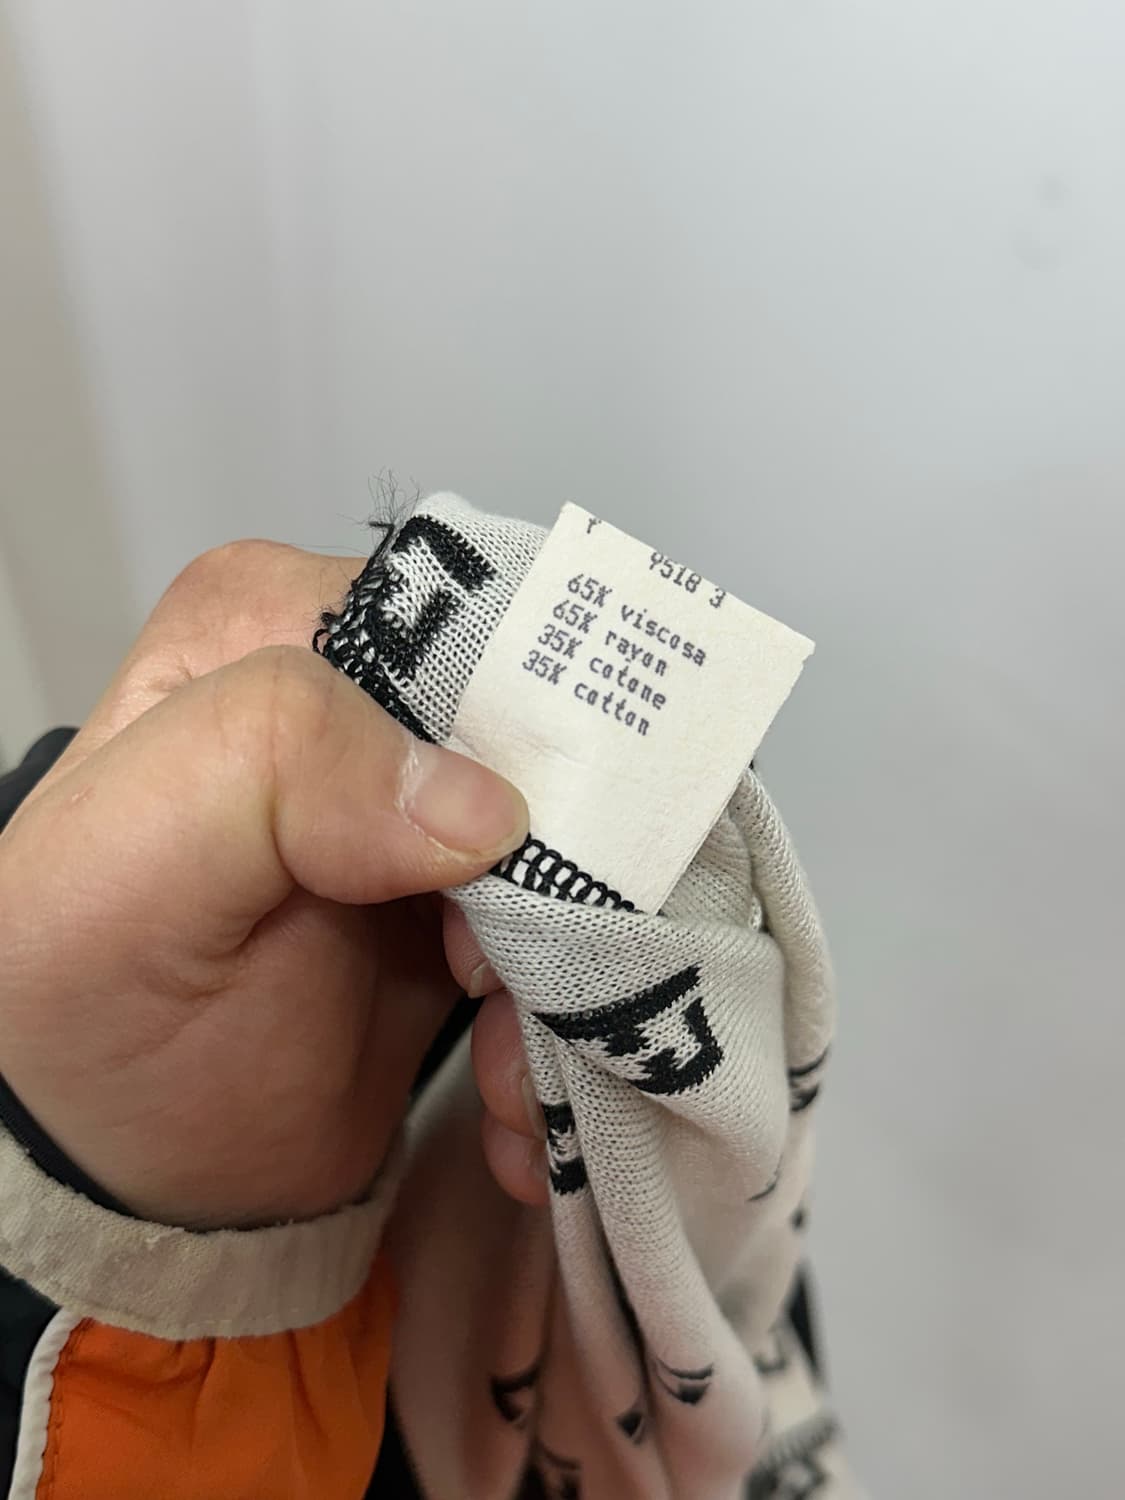 9518 3
65% viscosa
65% rayon
35% cotone
35% cotton